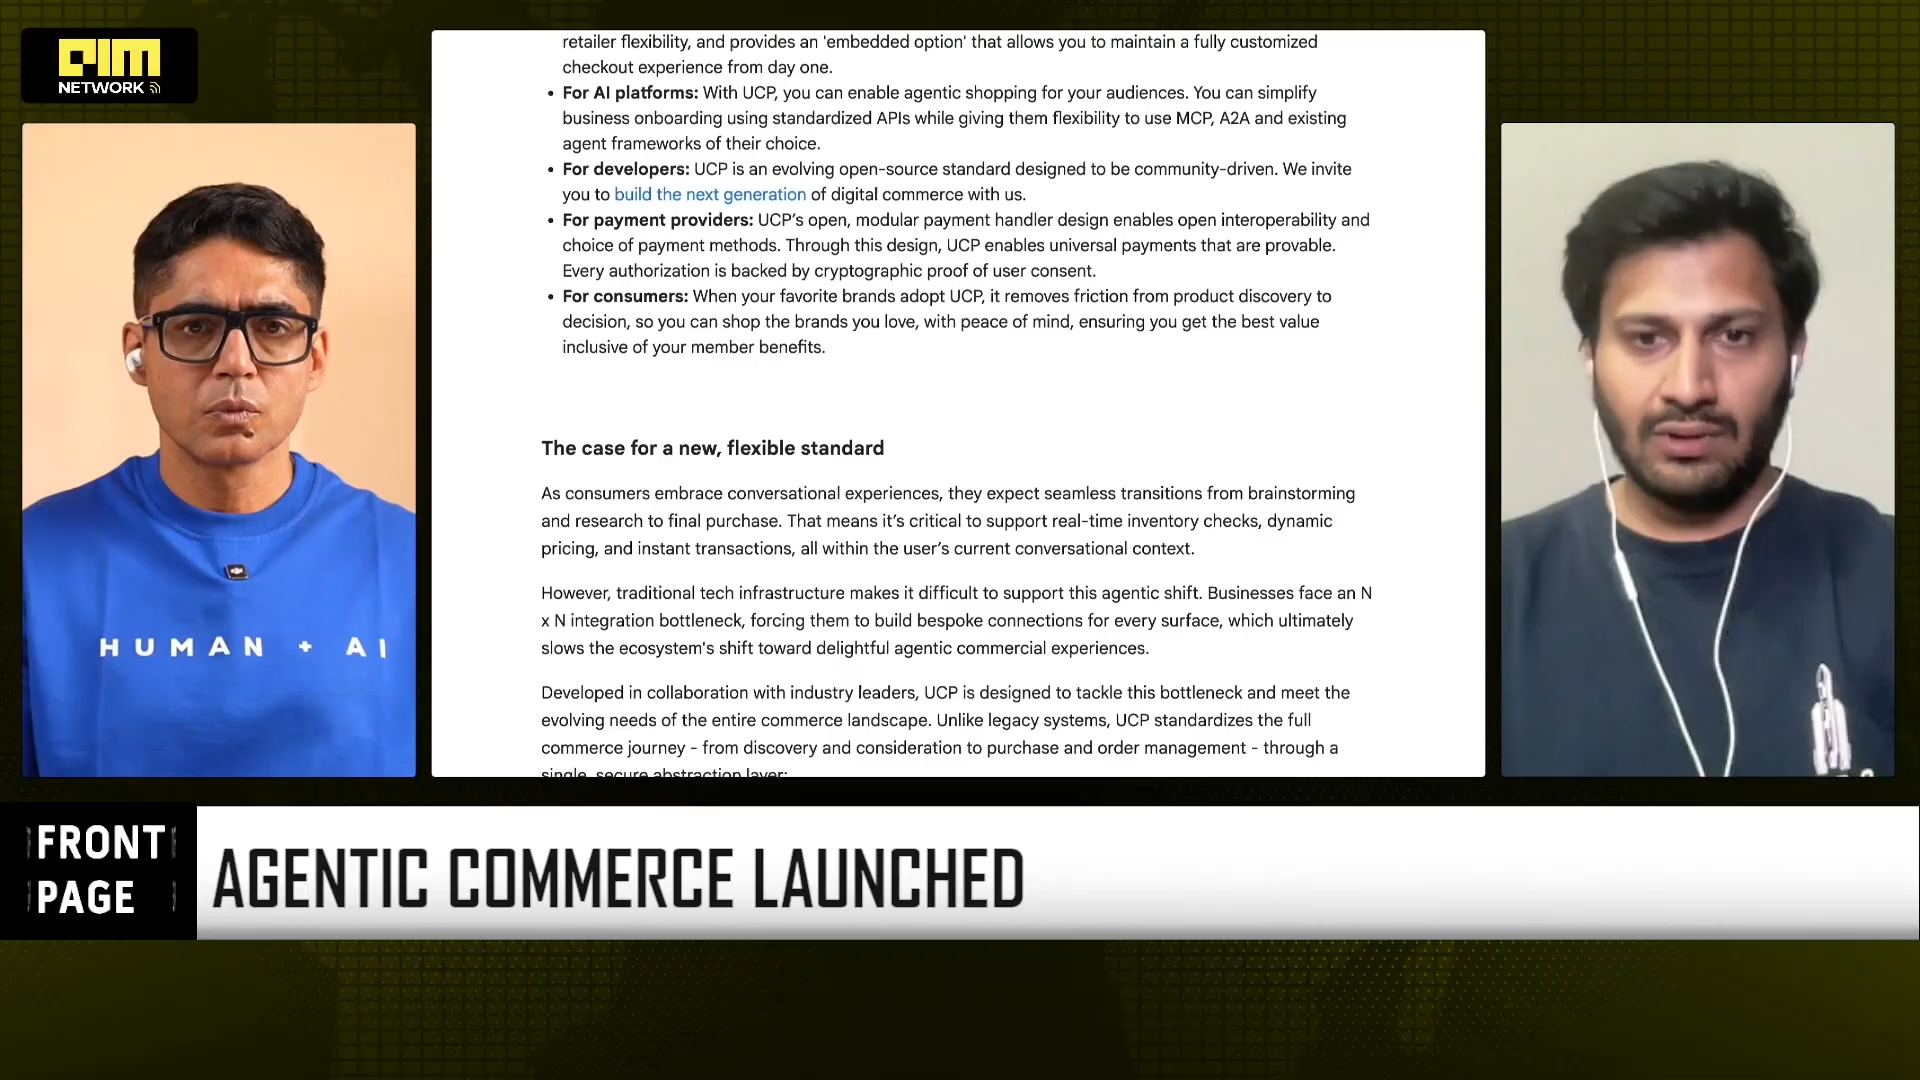 AIM
NETWORK
retailer flexibility, and provides an 'embedded option' that allows you to maintain a fully customized
checkout experience from day one.
• For AI platforms: With UCP, you can enable agentic shopping for your audiences. You can simplify
business onboarding using standardized APIs while giving them flexibility to use MCP, A2A and existing
agent frameworks of their choice.
• For developers: UCP is an evolving open-source standard designed to be community-driven. We invite
you to build the next generation of digital commerce with us.
• For payment providers: UCP’s open, modular payment handler design enables open interoperability and
choice of payment methods. Through this design, UCP enables universal payments that are provable.
Every authorization is backed by cryptographic proof of user consent.
• For consumers: When your favorite brands adopt UCP, it removes friction from product discovery to
decision, so you can shop the brands you love, with peace of mind, ensuring you get the best value
inclusive of your member benefits.
The case for a new, flexible standard
As consumers embrace conversational experiences, they expect seamless transitions from brainstorming
and research to final purchase. That means it’s critical to support real-time inventory checks, dynamic
pricing, and instant transactions, all within the user’s current conversational context.
However, traditional tech infrastructure makes it difficult to support this agentic shift. Businesses face an N
x N integration bottleneck, forcing them to build bespoke connections for every surface, which ultimately
slows the ecosystem's shift toward delightful agentic commercial experiences.
Developed in collaboration with industry leaders, UCP is designed to tackle this bottleneck and meet the
evolving needs of the entire commerce landscape. Unlike legacy systems, UCP standardizes the full
commerce journey - from discovery and consideration to purchase and order management - through a
single, secure abstraction layer:
HUMAN + AI
FRONT
PAGE
AGENTIC COMMERCE LAUNCHED